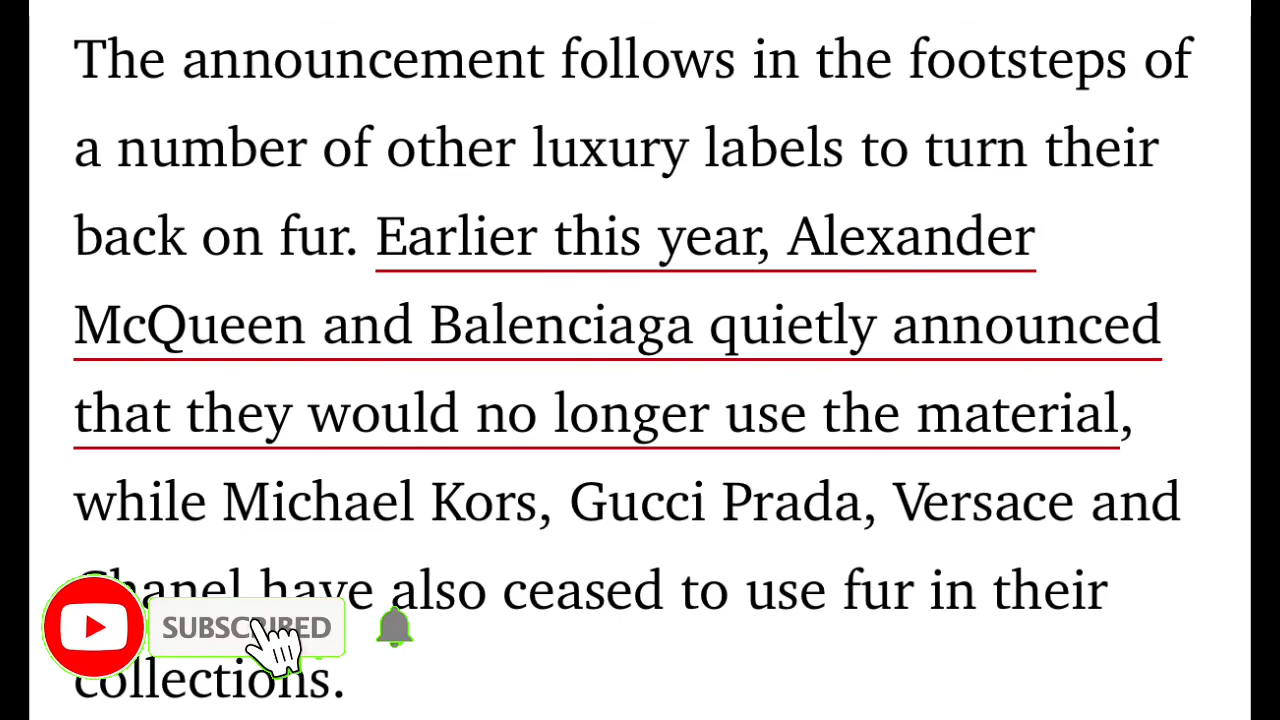 The announcement follows in the footsteps of
a number of other luxury labels to turn their
back on fur. Earlier this year, Alexander
McQueen and Balenciaga quietly announced
that they would no longer use the material,
while Michael Kors, Gucci Prada, Versace and
Chanel have also ceased to use fur in their
SUBSCRIBED
collections.